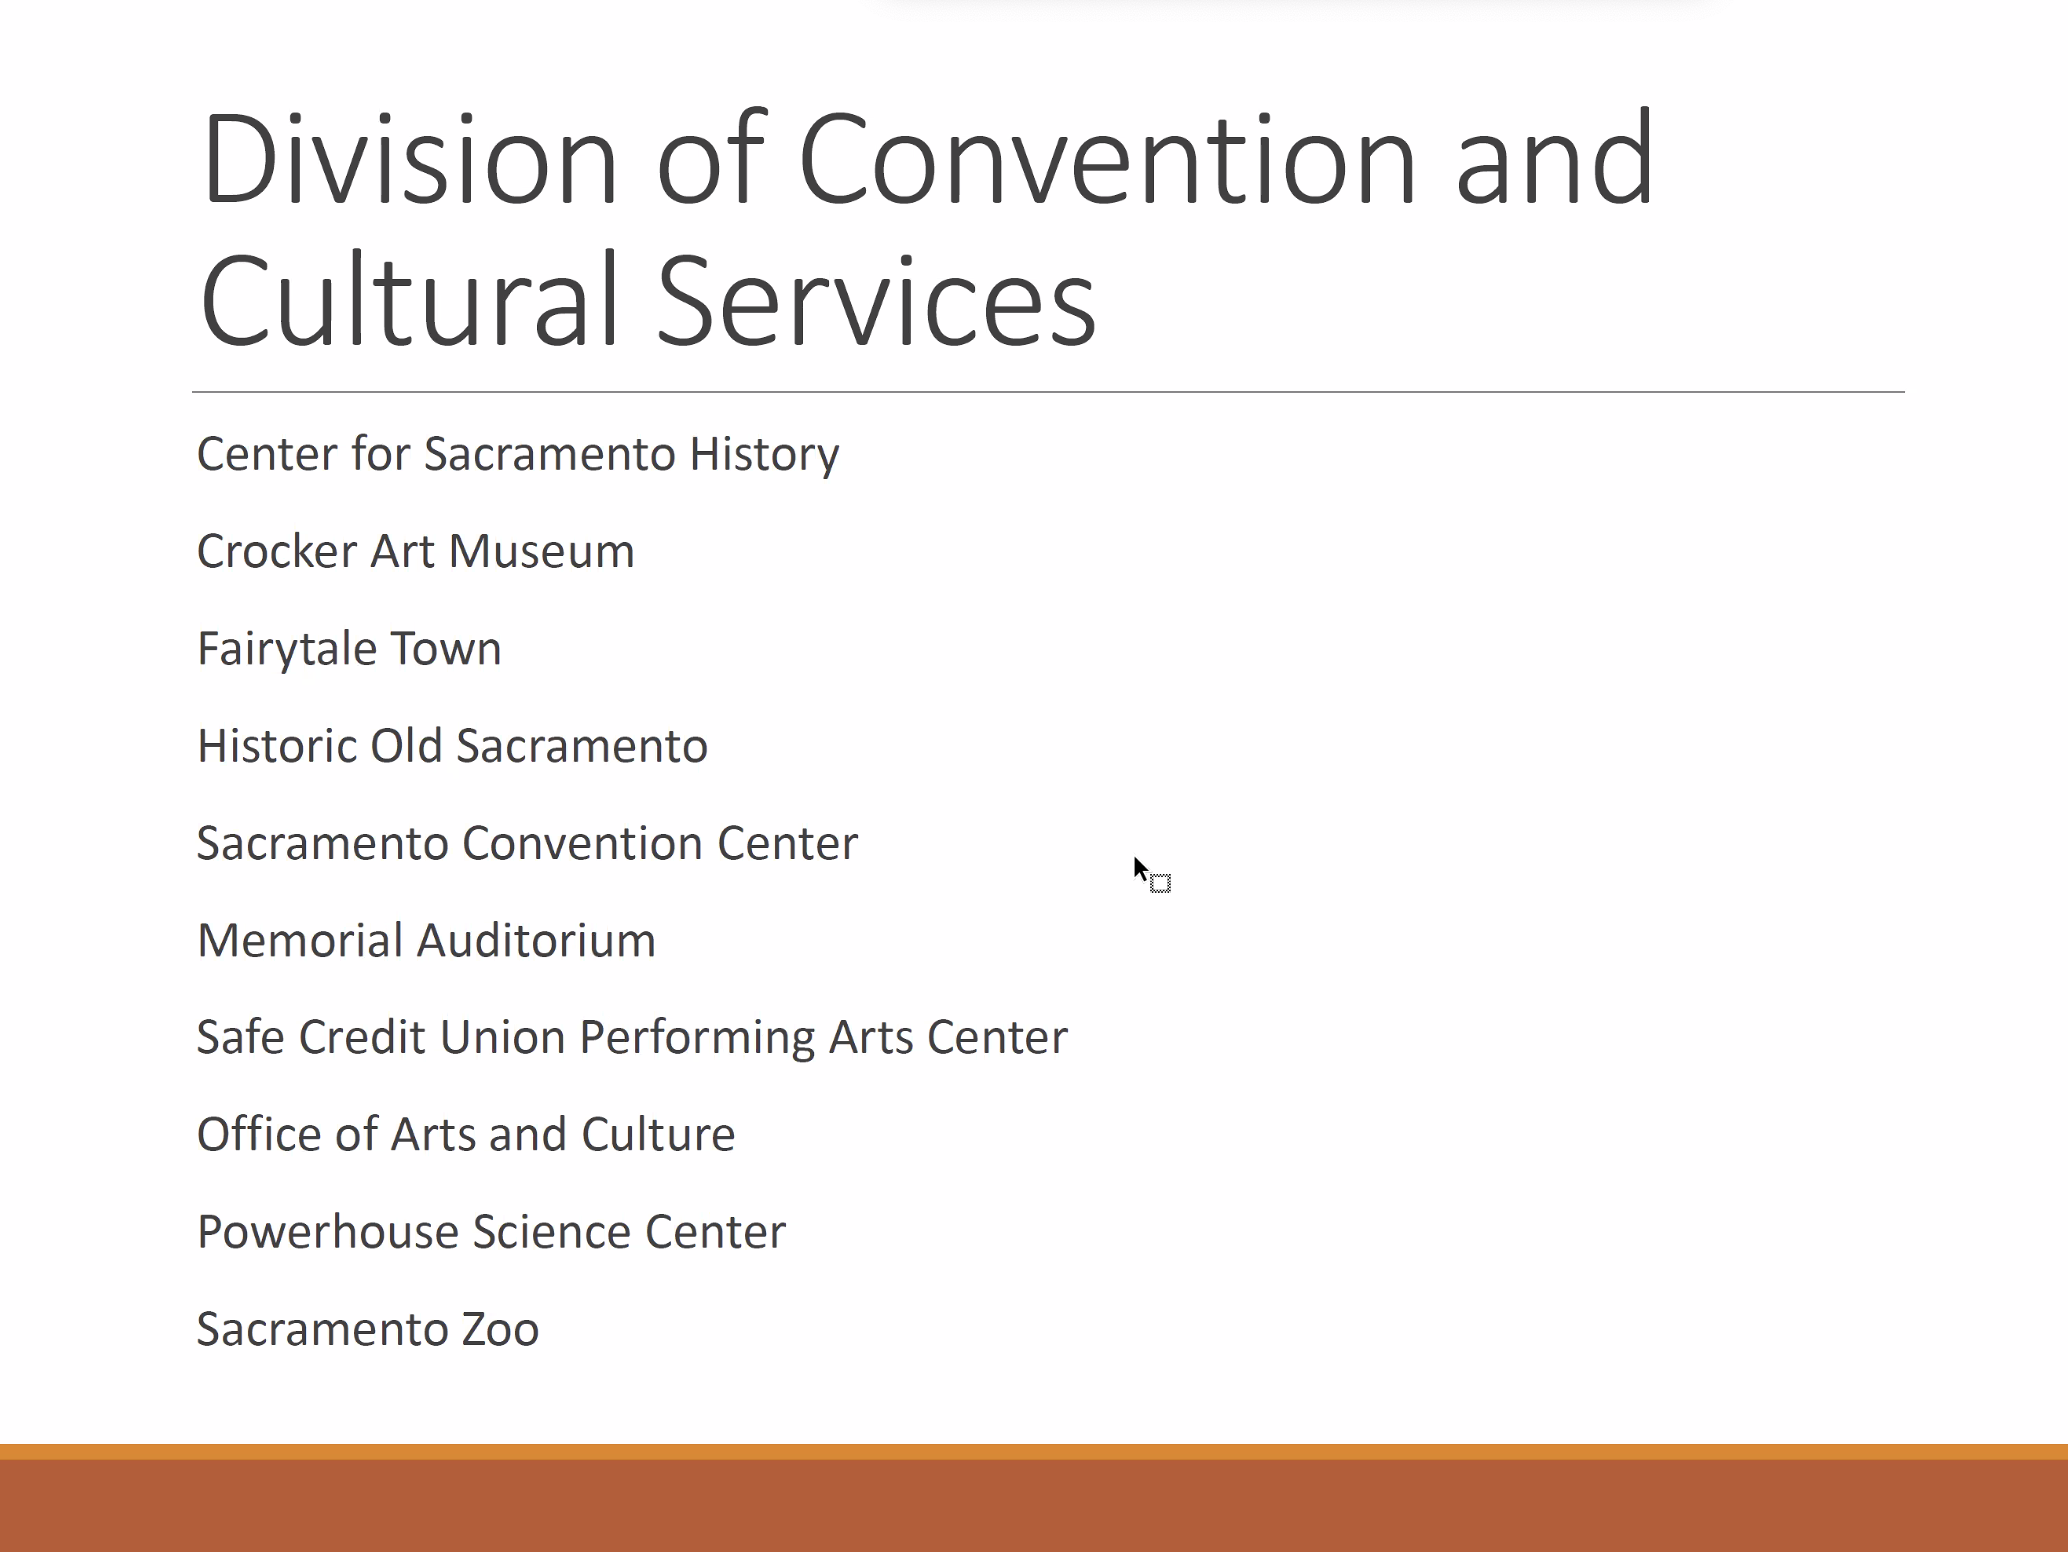 Division of Convention and
Cultural Services
Center for Sacramento History
Crocker Art Museum
Fairytale Town
Historic Old Sacramento
Sacramento Convention Center
Memorial Auditorium
Safe Credit Union Performing Arts Center
Office of Arts and Culture
Powerhouse Science Center
Sacramento Zoo